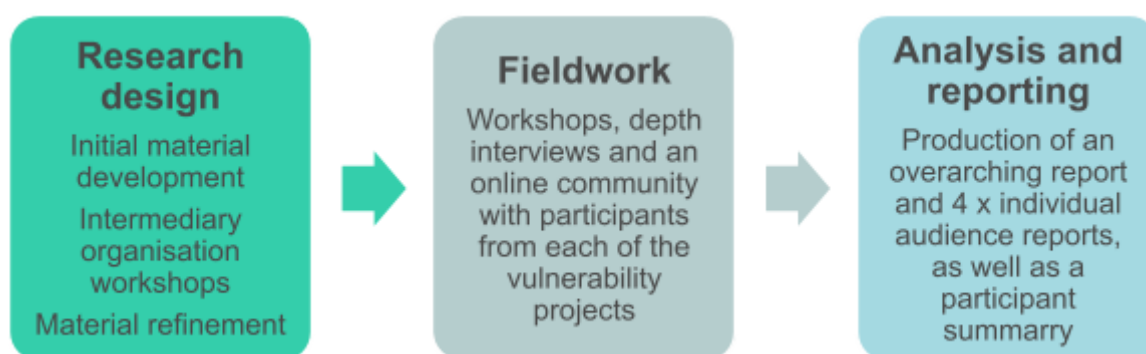 Research
design
Initial material
development
Intermediary
organisation
workshops
Material refinement
Fieldwork
Workshops, depth
interviews and an
online community
with participants
from each of the
vulnerability
projects
Analysis and
reporting
Production of an
overarching report
and 4 x individual
audience reports,
as well as a
participant
summarry